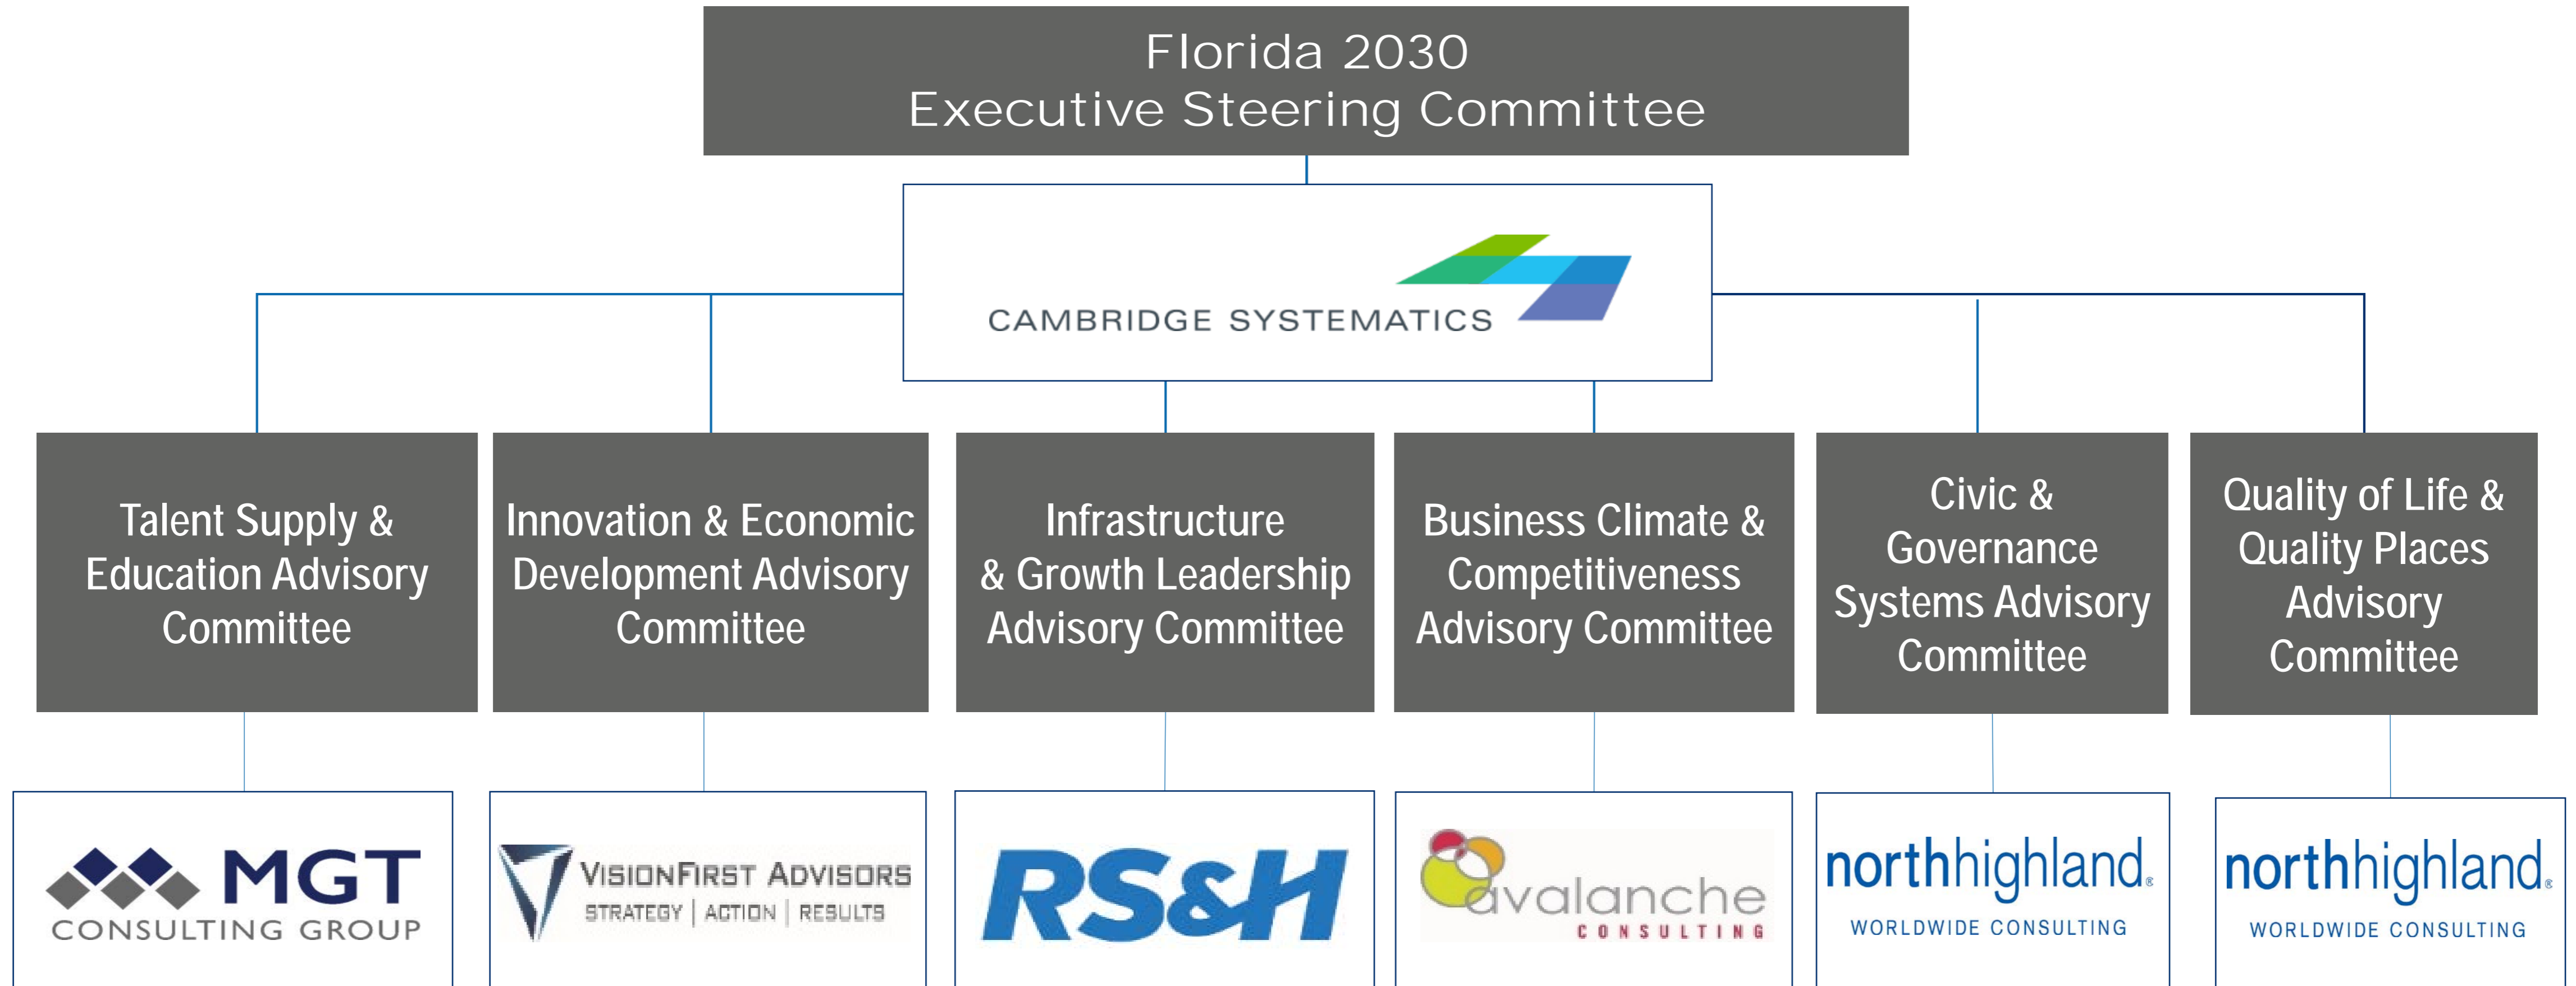 Florida 2030
Executive Steering Committee
CAMBRIDGE SYSTEMATICS
Talent Supply &
Education Advisory
Committee
Innovation & Economic
Development Advisory
Committee
Infrastructure
& Growth Leadership
Advisory Committee
Business Climate &
Competitiveness
Advisory Committee
Civic &
Governance
Systems Advisory
Committee
Quality of Life &
Quality Places
Advisory
Committee
MGT
CONSULTING GROUP
VISIONFIRST ADVISORS
STRATEGY | ACTION | RESULTS
RS&H
avalanche
CONSULTING
northhighland®
WORLDWIDE CONSULTING
northhighland®
WORLDWIDE CONSULTING